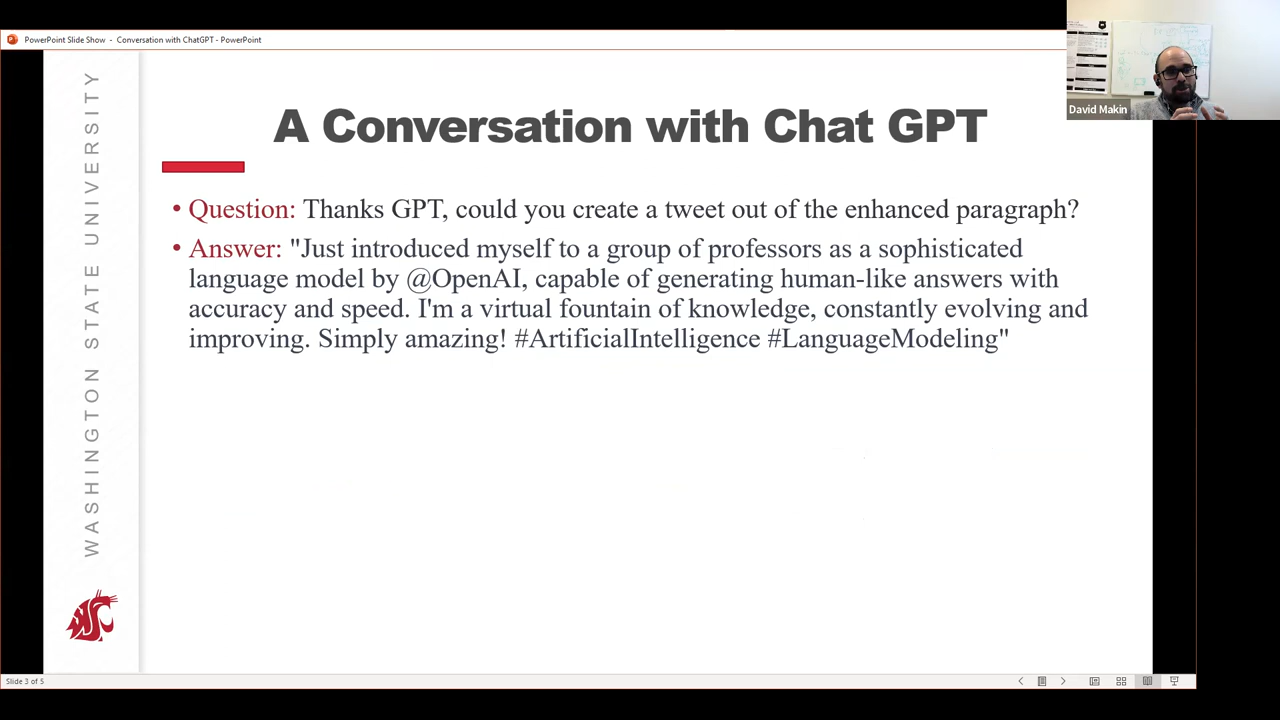 PowerPoint Slide Show - Conversation with ChatGPT - PowerPoint
David Makin
WASHINGTON STATE UNIVERSITY
A Conversation with Chat GPT
• Question: Thanks GPT, could you create a tweet out of the enhanced paragraph?
• Answer: "Just introduced myself to a group of professors as a sophisticated
language model by @OpenAI, capable of generating human-like answers with
accuracy and speed. I'm a virtual fountain of knowledge, constantly evolving and
improving. Simply amazing! #ArtificialIntelligence #LanguageModeling"
Slide 3 of 5